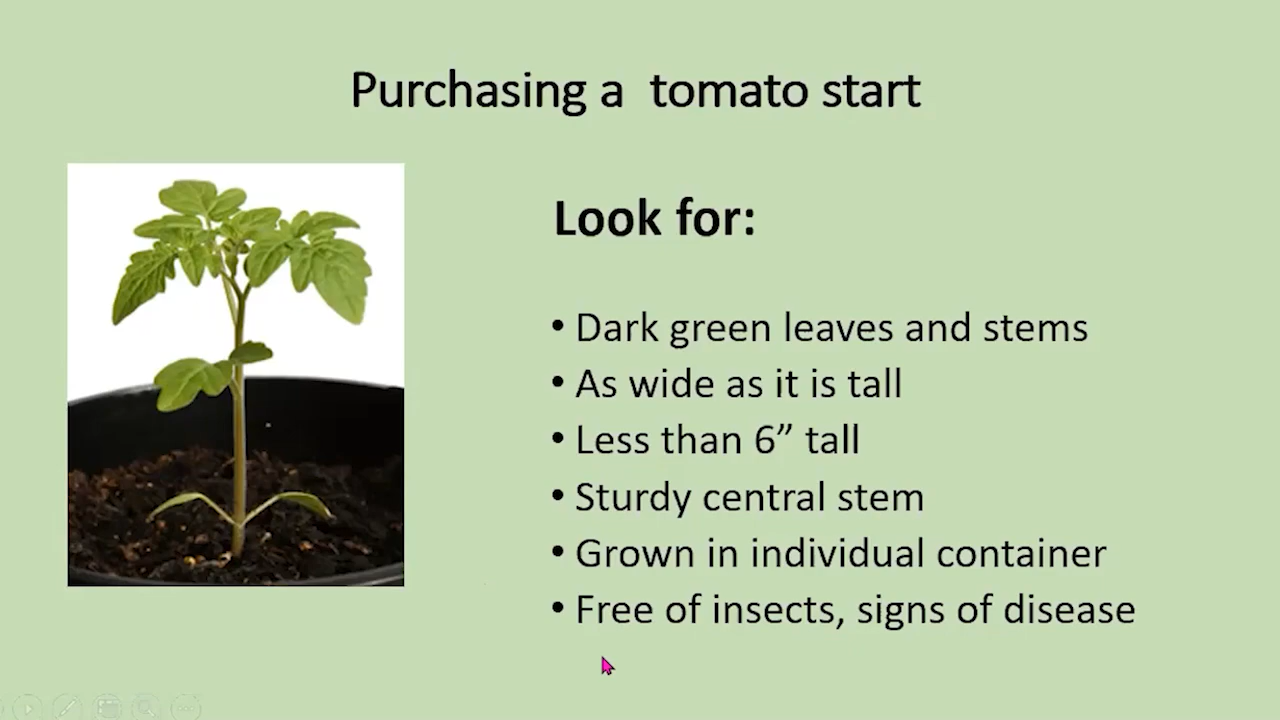 Purchasing a  tomato start
Look for:
• Dark green leaves and stems
• As wide as it is tall
• Less than 6” tall
• Sturdy central stem
• Grown in individual container
• Free of insects, signs of disease